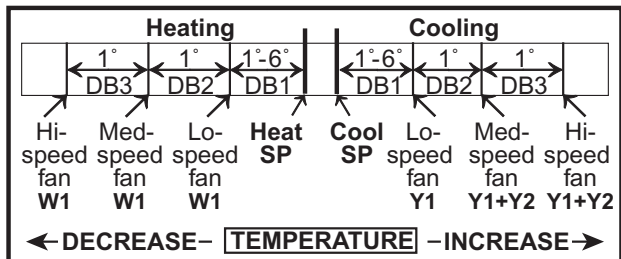 Heating Cooling
1° 1° 1°-6° 1°-6° 1° 1°
DB3 DB2 DB1 DB1 DB2 DB3
Hi- Med- Lo- Heat Cool Lo- Med- Hi-
speed speed speed SP SP speed speed speed
fan fan fan fan fan fan
W1 W1 W1 Y1 Y1+Y2 Y1+Y2
DECREASE– TEMPERATURE –INCREASE